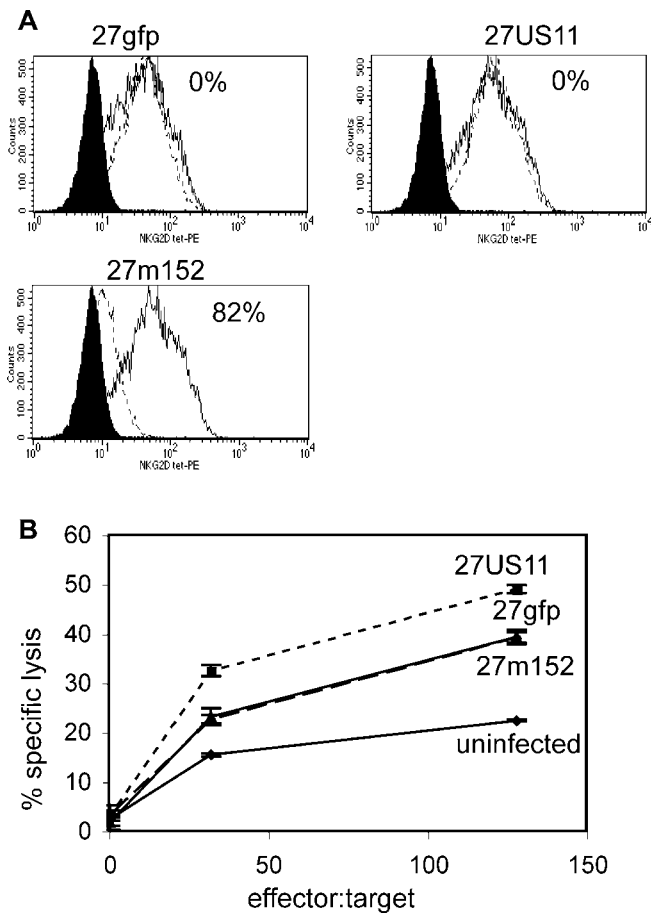 A
27gfp
27US11
0%
0%
Counts
0 100 200 300 400 500
10^0 10^1 10^2 10^3 10^4
NKG2D tet-PE
Counts
0 100 200 300 400 500
10^0 10^1 10^2 10^3 10^4
NKG2D tet-PE
27m152
82%
Counts
0 100 200 300 400 500
10^0 10^1 10^2 10^3 10^4
NKG2D tet-PE
B
% specific lysis
60
50
40
30
20
10
0
27US11
27gfp
27m152
uninfected
0 50 100 150
effector:target